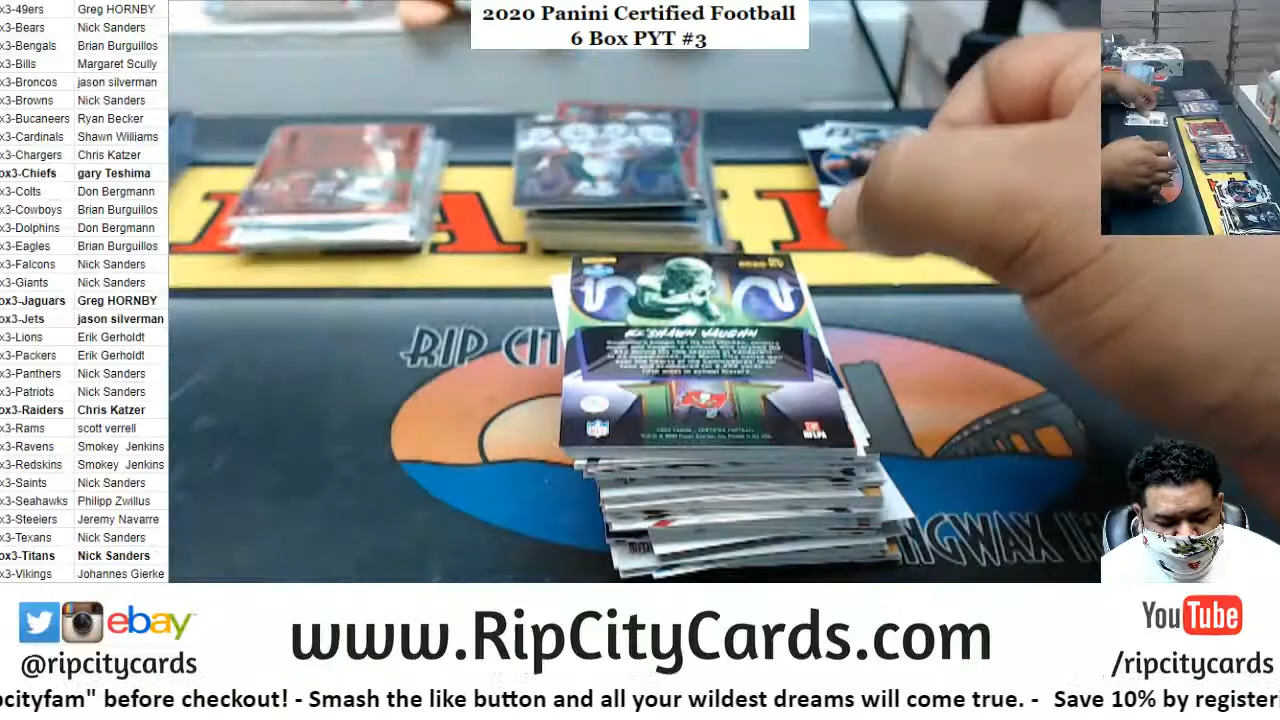 2020 Panini Certified Football
6 Box PYT #3
x3-49ers Greg HORNBY
x3-Bears Nick Sanders
x3-Bengals Brian Burguillos
x3-Bills Margaret Scully
x3-Broncos jason silverman
x3-Browns Nick Sanders
x3-Bucaneers Ryan Becker
x3-Cardinals Shawn Williams
x3-Chargers Chris Katzer
ox3-Chiefs gary Teshima
x3-Colts Don Bergmann
x3-Cowboys Brian Burguillos
x3-Dolphins Don Bergmann
x3-Eagles Brian Burguillos
x3-Falcons Nick Sanders
x3-Giants Nick Sanders
ox3-Jaguars Greg HORNBY
ox3-Jets jason silverman
x3-Lions Erik Gerholdt
x3-Packers Erik Gerholdt
x3-Panthers Nick Sanders
x3-Patriots Nick Sanders
ox3-Raiders Chris Katzer
x3-Rams scott verrell
x3-Ravens Smokey Jenkins
x3-Redskins Smokey Jenkins
x3-Saints Nick Sanders
x3-Seahawks Philipp Zwillus
x3-Steelers Jeremy Navarre
x3-Texans Nick Sanders
ox3-Titans Nick Sanders
x3-Vikings Johannes Gierke
RIP CIT
KE'SHAWN VAUGHN
NFL
NFLPA
NGWAX
ebay
@ripcitycards
www.RipCityCards.com
YouTube
/ripcitycards
pcityfam" before checkout! - Smash the like button and all your wildest dreams will come true. - Save 10% by register